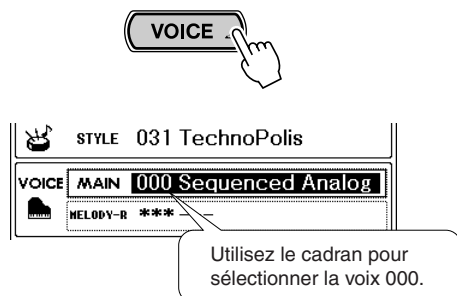 VOICE
STYLE 031 TechnoPolis
VOICE MAIN 000 Sequenced Analog
MELODY-R ***
Utilisez le cadran pour
sélectionner la voix 000.